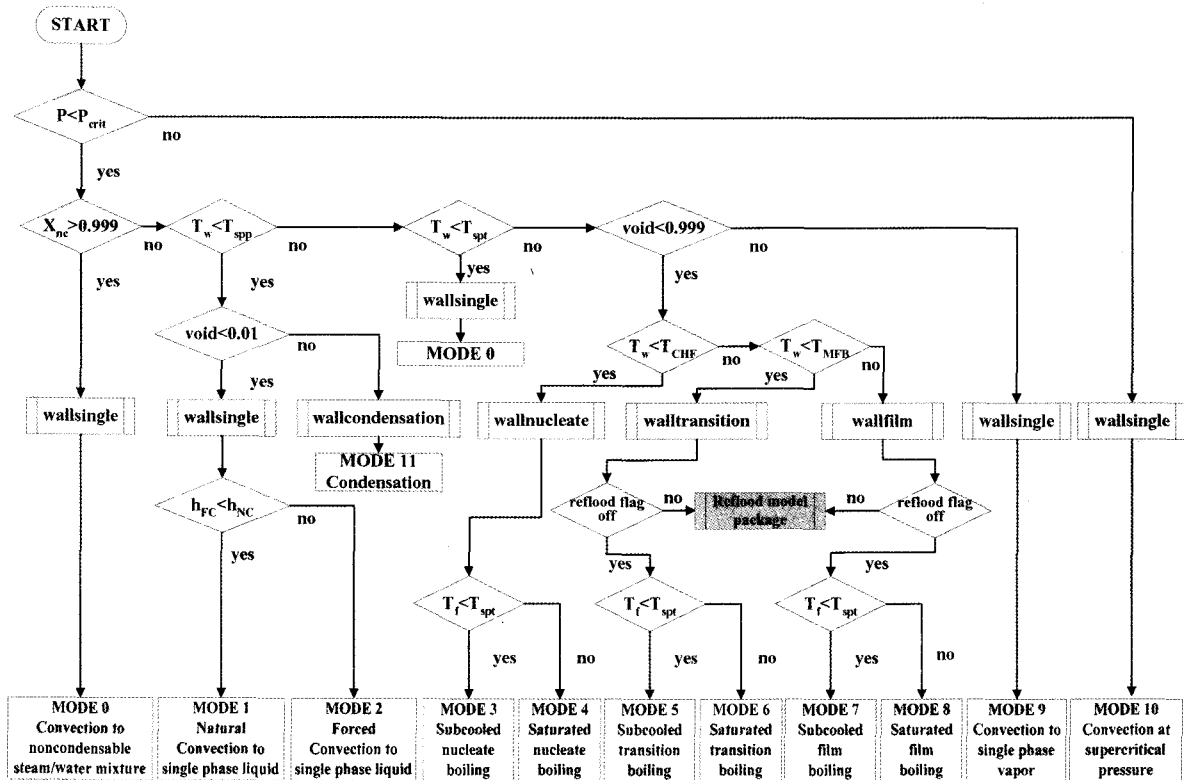 START
P<P_crit
no
yes
X_nc>0.999
no
T_w<T_spp
no
T_w<T_spt
no
void<0.999
no
yes
yes
yes
yes
wallsingle
void<0.01
no
MODE 0
T_w<T_CHF
no
T_w<T_MFB
no
yes
yes
yes
wallsingle
wallsingle
wallcondensation
wallnucleate
walltransition
wallfilm
wallsingle
wallsingle
MODE 11
Condensation
h_FC<h_NC
no
yes
reflood flag
off
no
Reflood model
package
no
reflood flag
off
yes
yes
T_f<T_spt
T_f<T_spt
T_f<T_spt
yes
no
yes
no
yes
no
MODE 0
Convection to
noncondensable
steam/water mixture
MODE 1
Natural
Convection to
single phase liquid
MODE 2
Forced
Convection to
single phase liquid
MODE 3
Subcooled
nucleate
boiling
MODE 4
Saturated
nucleate
boiling
MODE 5
Subcooled
transition
boiling
MODE 6
Saturated
transition
boiling
MODE 7
Subcooled
film
boiling
MODE 8
Saturated
film
boiling
MODE 9
Convection to
single phase
vapor
MODE 10
Convection at
supercritical
pressure